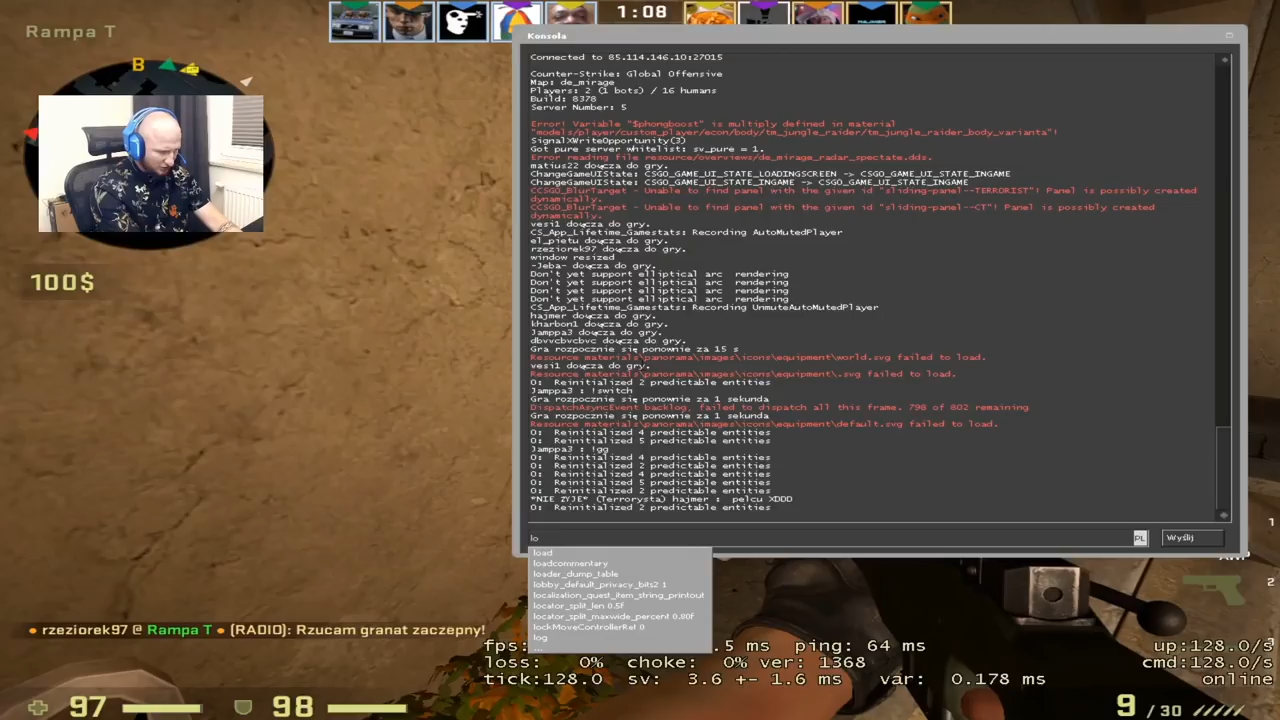 Rampa T
1:08
B
100$
Konsola
Connected to 85.114.146.10:27015
Counter-Strike: Global Offensive
Map: de_mirage
Players: 2 (1 bots) / 16 humans
Build: 8378
Server Number: 5
Error! Variable "$phongboost" is multiply defined in material
"models/player/custom_player/econ/body/tm_jungle_raider/tm_jungle_raider_body_varianta"!
SignalXWriteOpportunity(3)
Got pure server whitelist: sv_pure = 1.
Error reading file resource/overviews/de_mirage_radar_spectate.dds.
matius22 dołącza do gry.
ChangeGameUIState: CSGO_GAME_UI_STATE_LOADINGSCREEN -> CSGO_GAME_UI_STATE_INGAME
ChangeGameUIState: CSGO_GAME_UI_STATE_INGAME -> CSGO_GAME_UI_STATE_INGAME
CCSGO_BlurTarget - Unable to find panel with the given id "sliding-panel--TERRORIST"! Panel is possibly created
dynamically.
CCSGO_BlurTarget - Unable to find panel with the given id "sliding-panel--CT"! Panel is possibly created
dynamically.
vesi1 dołącza do gry.
CS_App_Lifetime_Gamestats: Recording AutoMutedPlayer
el_pietu dołącza do gry.
rzeziorek97 dołącza do gry.
window resized
-Jeba- dołącza do gry.
Don't yet support elliptical arc rendering
Don't yet support elliptical arc rendering
Don't yet support elliptical arc rendering
Don't yet support elliptical arc rendering
CS_App_Lifetime_Gamestats: Recording UnmuteAutoMutedPlayer
hajmer dołącza do gry.
kharbon1 dołącza do gry.
Jamppa3 dołącza do gry.
dbvvcbvcbvc dołącza do gry.
Gra rozpocznie się ponownie za 15 s
Resource materials\panorama\images\icons\equipment\world.svg failed to load.
vesi1 dołącza do gry.
Resource materials\panorama\images\icons\equipment\.svg failed to load.
0: Reinitialized 2 predictable entities
Jamppa3 : !switch
Gra rozpocznie się ponownie za 1 sekunda
DispatchAsyncEvent backlog, failed to dispatch all this frame. 798 of 802 remaining
Gra rozpocznie się ponownie za 1 sekunda
Resource materials\panorama\images\icons\equipment\default.svg failed to load.
0: Reinitialized 4 predictable entities
0: Reinitialized 5 predictable entities
Jamppa3 : !gg
0: Reinitialized 4 predictable entities
0: Reinitialized 2 predictable entities
0: Reinitialized 4 predictable entities
0: Reinitialized 5 predictable entities
0: Reinitialized 2 predictable entities
*NIE ŻYJE* (Terrorysta) hajmer : pelcu XDDD
0: Reinitialized 2 predictable entities
lo
PL
Wyślij
load
loadcommentary
loader_dump_table
lobby_default_privacy_bits2 1
localization_quest_item_string_printout
locator_split_len 0.5f
locator_split_maxwide_percent 0.80f
lockMoveControllerRet 0
log
...
• rzeziorek97 @ Rampa T • (RADIO): Rzucam granat zaczepny!
fps: .5 ms ping: 64 ms
loss: 0% choke: 0% ver: 1368
tick:128.0 sv: 3.6 +- 1.6 ms var: 0.178 ms
up:128.0/s
cmd:128.0/s
online
97
98
9 / 30